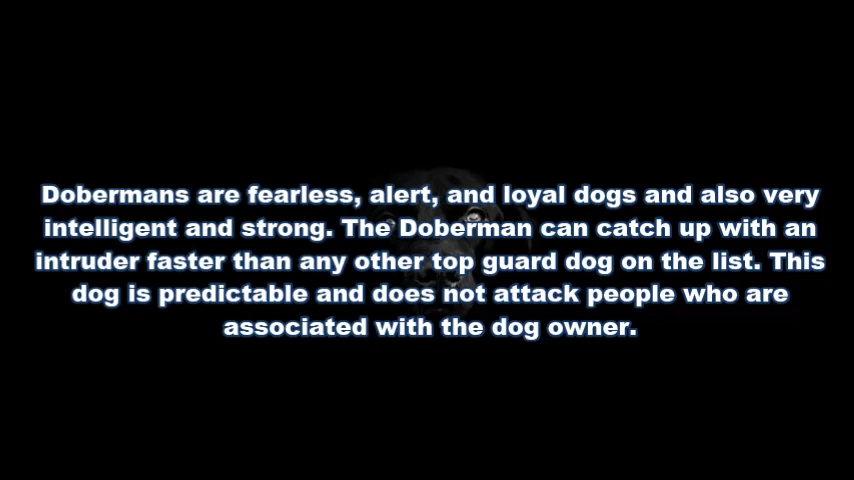 Dobermans are fearless, alert, and loyal dogs and also very
intelligent and strong. The Doberman can catch up with an
intruder faster than any other top guard dog on the list. This
dog is predictable and does not attack people who are
associated with the dog owner.